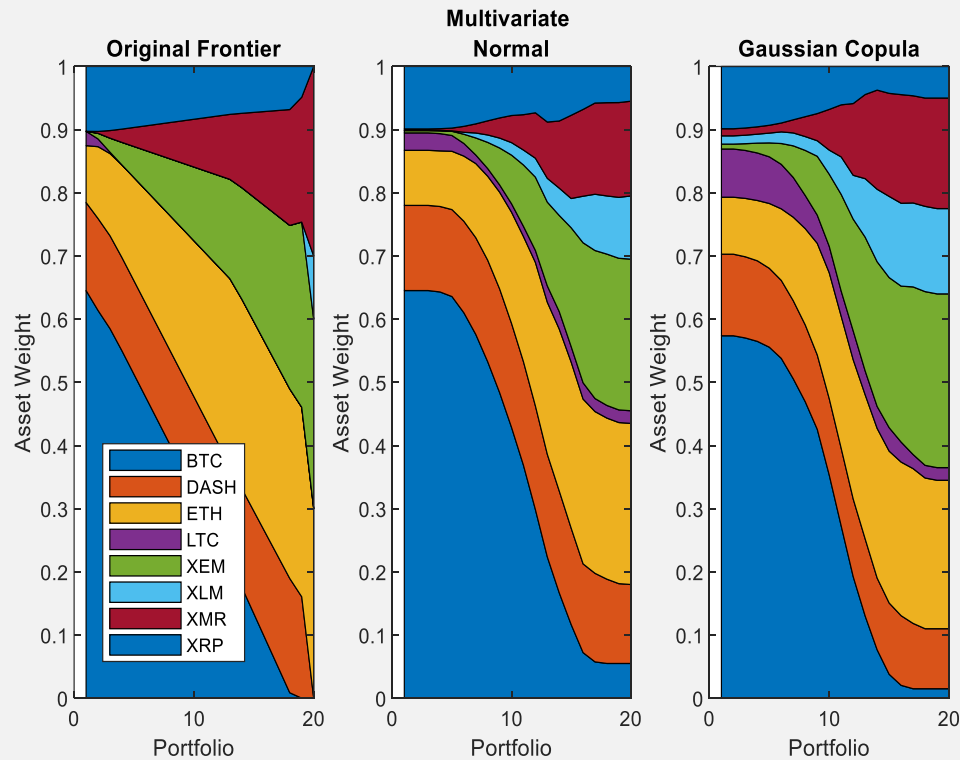 Original Frontier
Asset Weight
1
0.9
0.8
0.7
0.6
0.5
0.4
0.3
0.2
0.1
0
0 10 20
Portfolio
BTC
DASH
ETH
LTC
XEM
XLM
XMR
XRP
Multivariate
Normal
Asset Weight
1
0.9
0.8
0.7
0.6
0.5
0.4
0.3
0.2
0.1
0
0 10 20
Portfolio
Gaussian Copula
Asset Weight
1
0.9
0.8
0.7
0.6
0.5
0.4
0.3
0.2
0.1
0
0 10 20
Portfolio